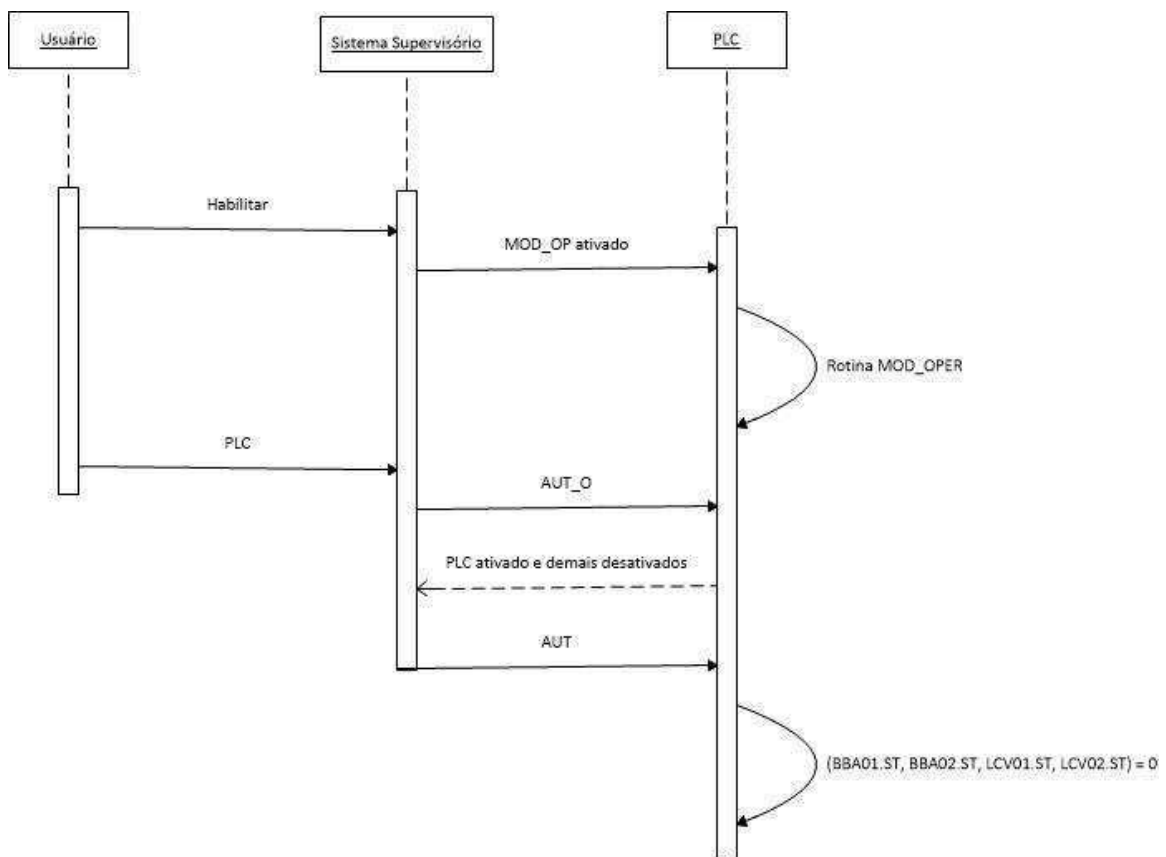 Usuário
Sistema Supervisório
PLC
Habilitar
MOD_OP ativado
Rotina MOD_OPER
PLC
AUT_O
PLC ativado e demais desativados
AUT
(BBA01.ST, BBA02.ST, LCV01.ST, LCV02.ST) = 0